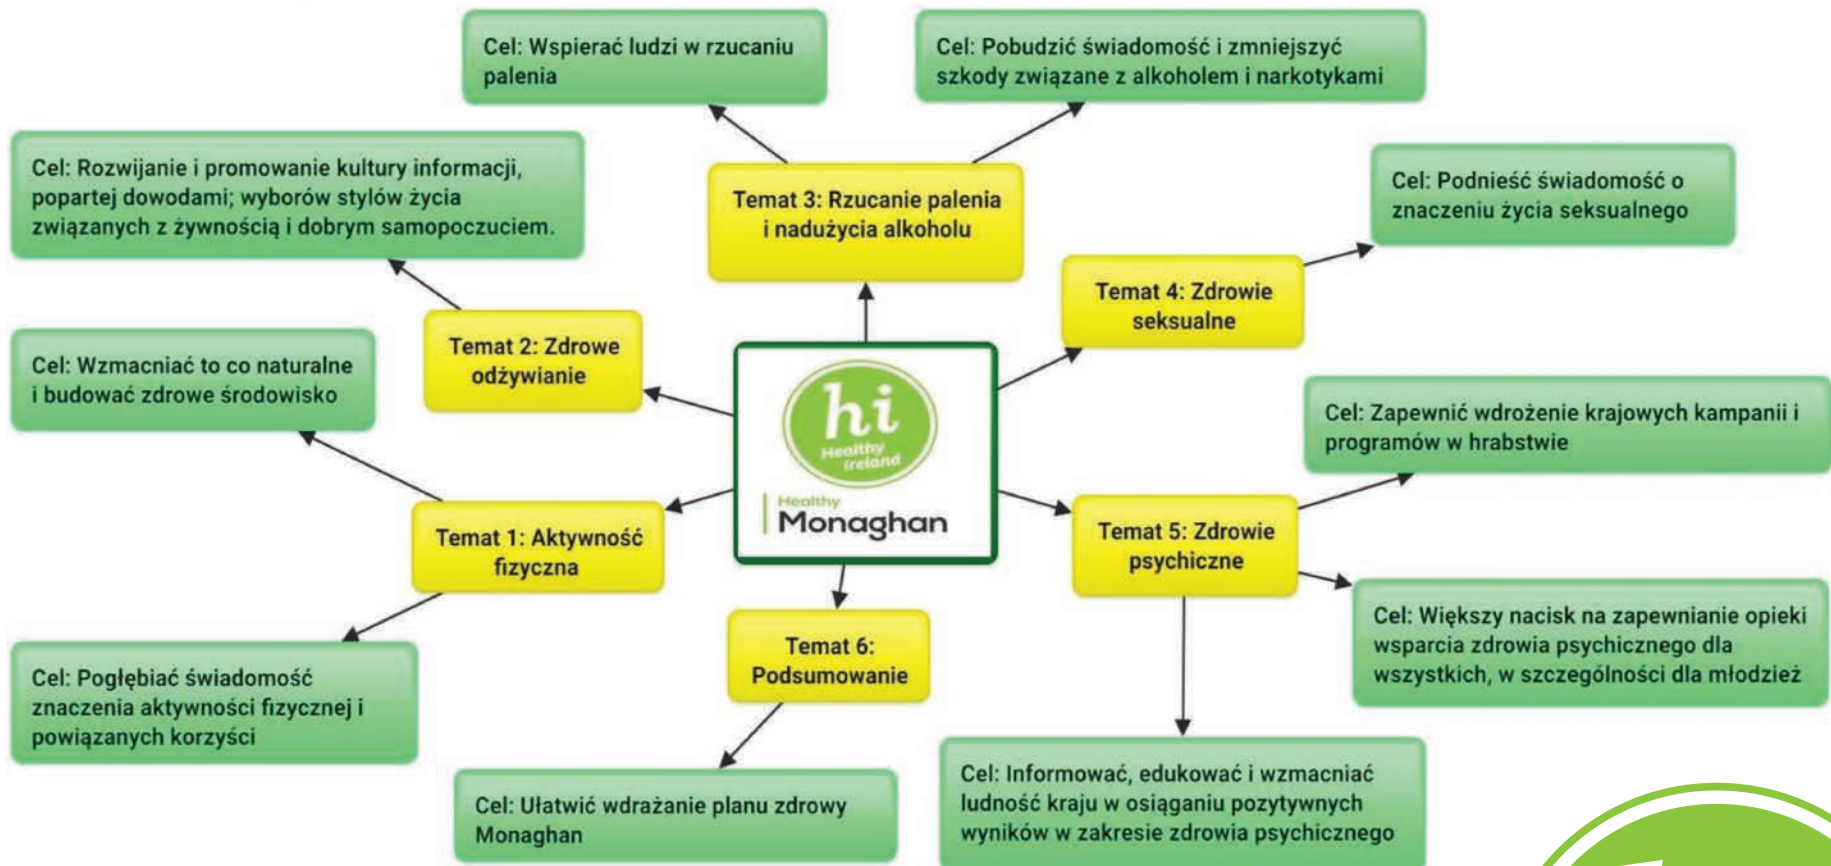 Cel: Wspierać ludzi w rzucaniu
palenia
Cel: Pobudzić świadomość i zmniejszyć
szkody związane z alkoholem i narkotykami
Cel: Rozwijanie i promowanie kultury informacji,
popartej dowodami; wyborów stylów życia
związanych z żywnością i dobrym samopoczuciem.
Temat 3: Rzucanie palenia
i nadużycia alkoholu
Cel: Podnieść świadomość o
znaczeniu życia seksualnego
Temat 4: Zdrowie
seksualne
Temat 2: Zdrowe
odżywianie
Cel: Wzmacniać to co naturalne
i budować zdrowe środowisko
hi
Healthy
Ireland
Healthy
Monaghan
Cel: Zapewnić wdrożenie krajowych kampanii i
programów w hrabstwie
Temat 1: Aktywność
fizyczna
Temat 5: Zdrowie
psychiczne
Cel: Większy nacisk na zapewnianie opieki
wsparcia zdrowia psychicznego dla
wszystkich, w szczególności dla młodzież
Temat 6:
Podsumowanie
Cel: Pogłębiać świadomość
znaczenia aktywności fizycznej i
powiązanych korzyści
Cel: Ułatwić wdrażanie planu zdrowy
Monaghan
Cel: Informować, edukować i wzmacniać
ludność kraju w osiąganiu pozytywnych
wyników w zakresie zdrowia psychicznego